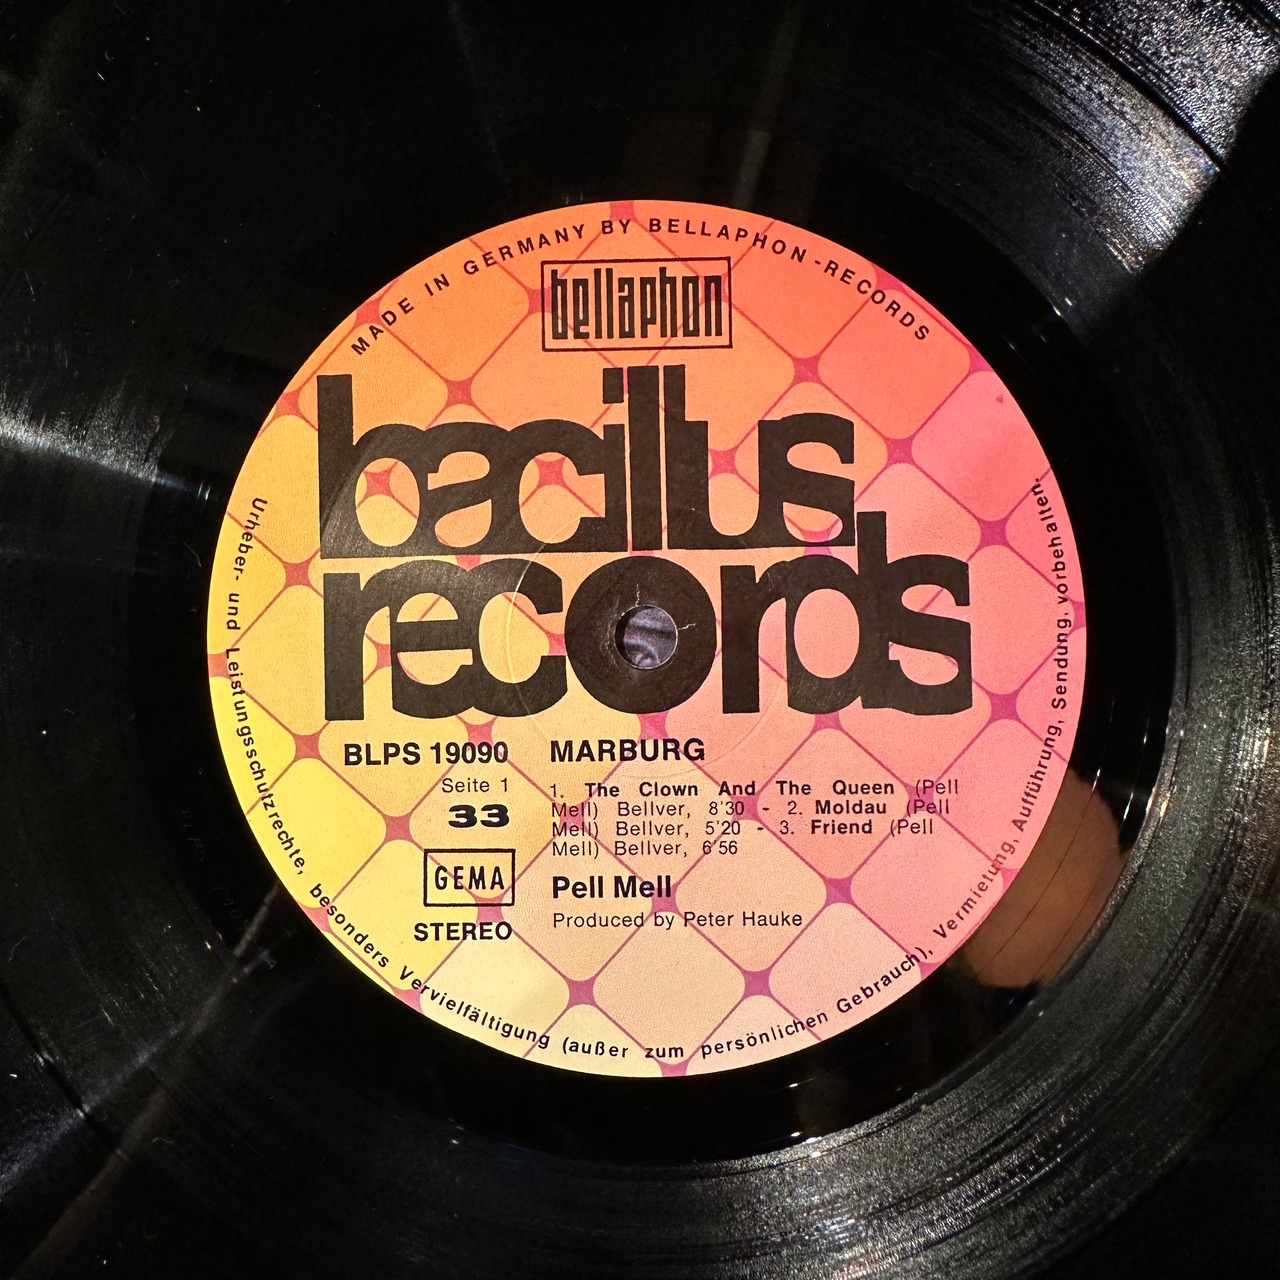 MADE IN GERMANY BY BELLAPHON-RECORDS
bellaphon
bacillus
records
BLPS 19090
Seite 1
33
GEMA
STEREO
MARBURG
1. The Clown And The Queen (Pell
Mell) Bellver, 8'30 - 2. Moldau (Pell
Mell) Bellver, 5'20 - 3. Friend (Pell
Mell) Bellver, 6'56
Pell Mell
Produced by Peter Hauke
Urheber- und Leistungsschutzrechte, besonders Vervielfältigung (außer zum persönlichen Gebrauch), Vermietung, Aufführung, Sendung, vorbehalten.